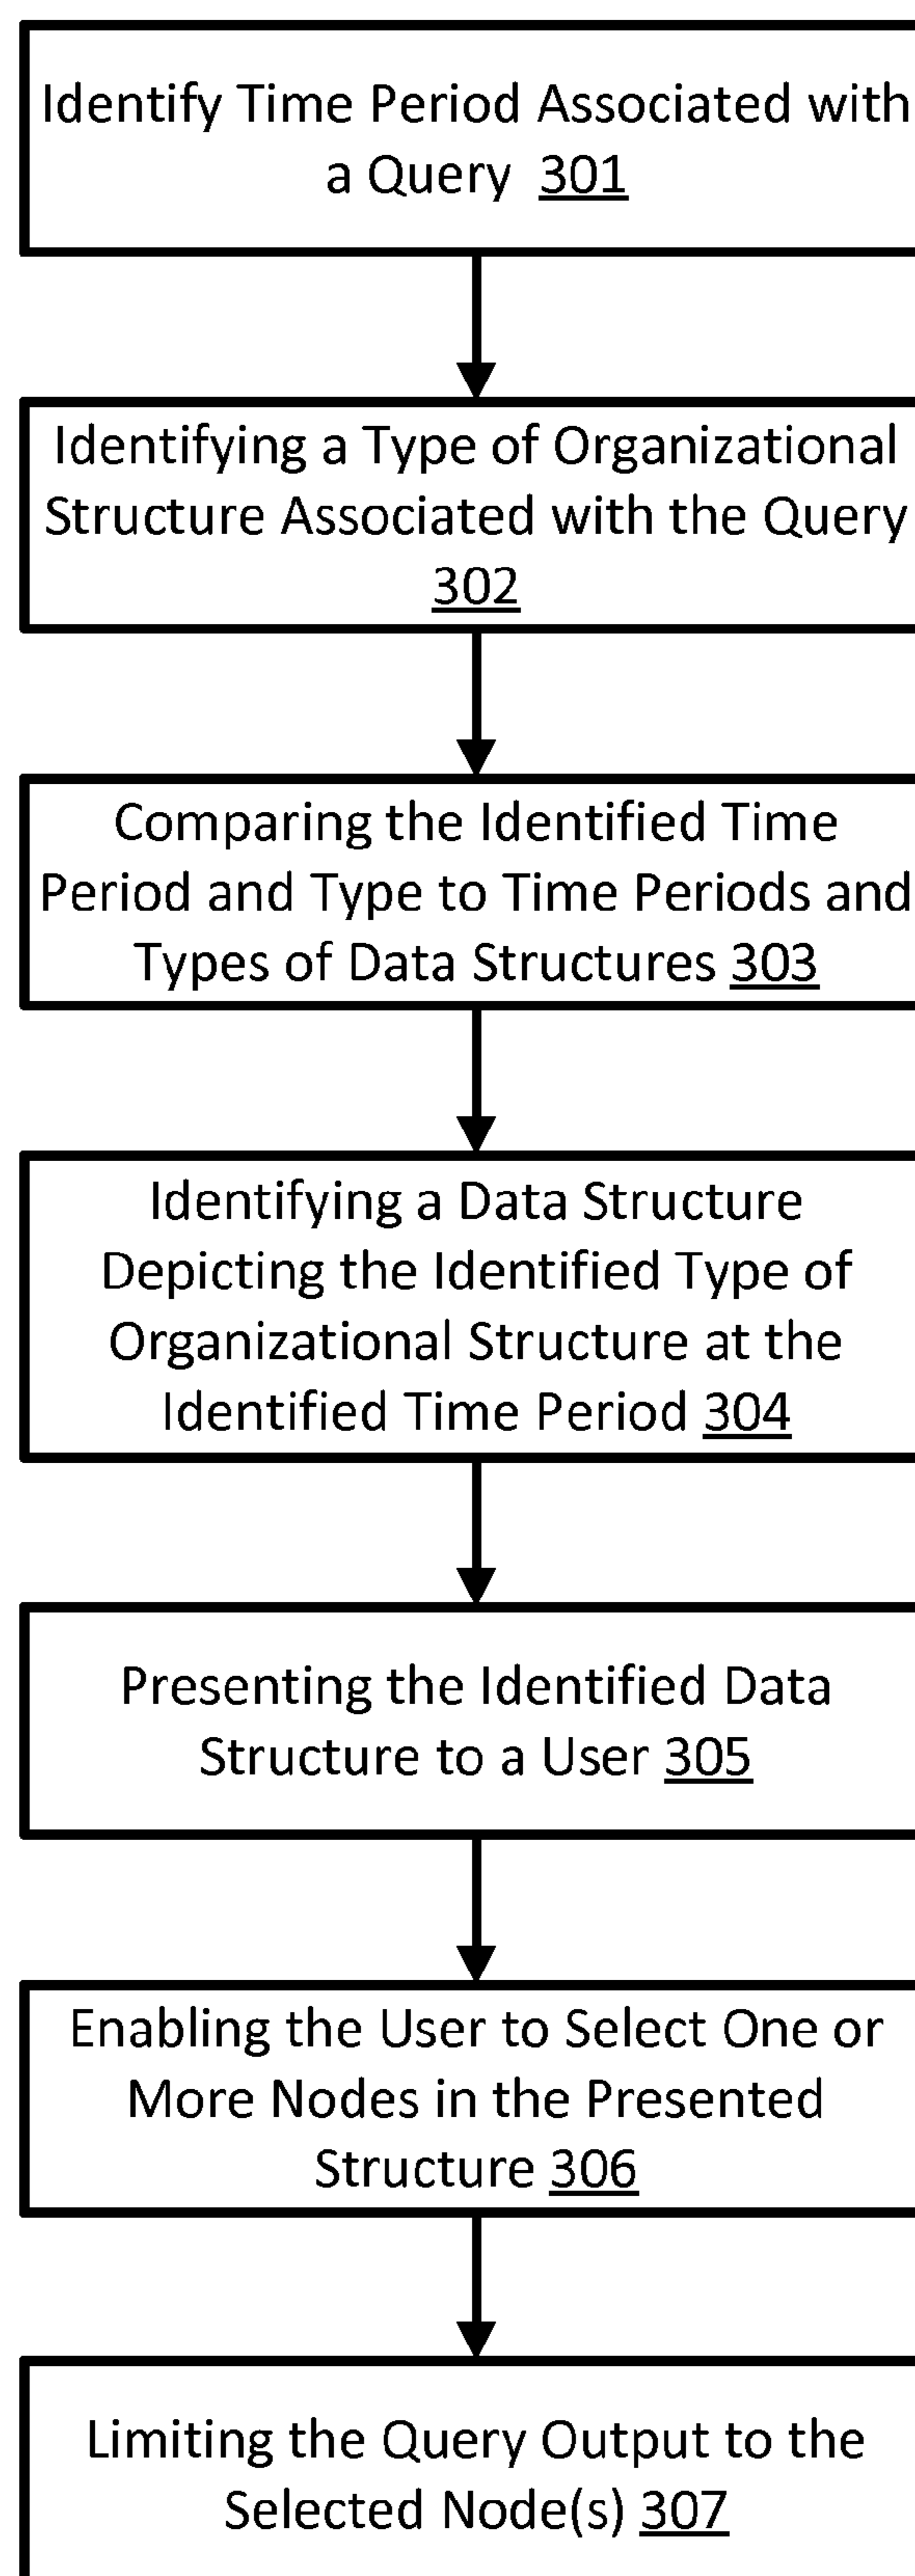 Identify Time Period Associated with
a Query 301
Identifying a Type of Organizational
Structure Associated with the Query
302
Comparing the Identified Time
Period and Type to Time Periods and
Types of Data Structures 303
Identifying a Data Structure
Depicting the Identified Type of
Organizational Structure at the
Identified Time Period 304
Presenting the Identified Data
Structure to a User 305
Enabling the User to Select One or
More Nodes in the Presented
Structure 306
Limiting the Query Output to the
Selected Node(s) 307